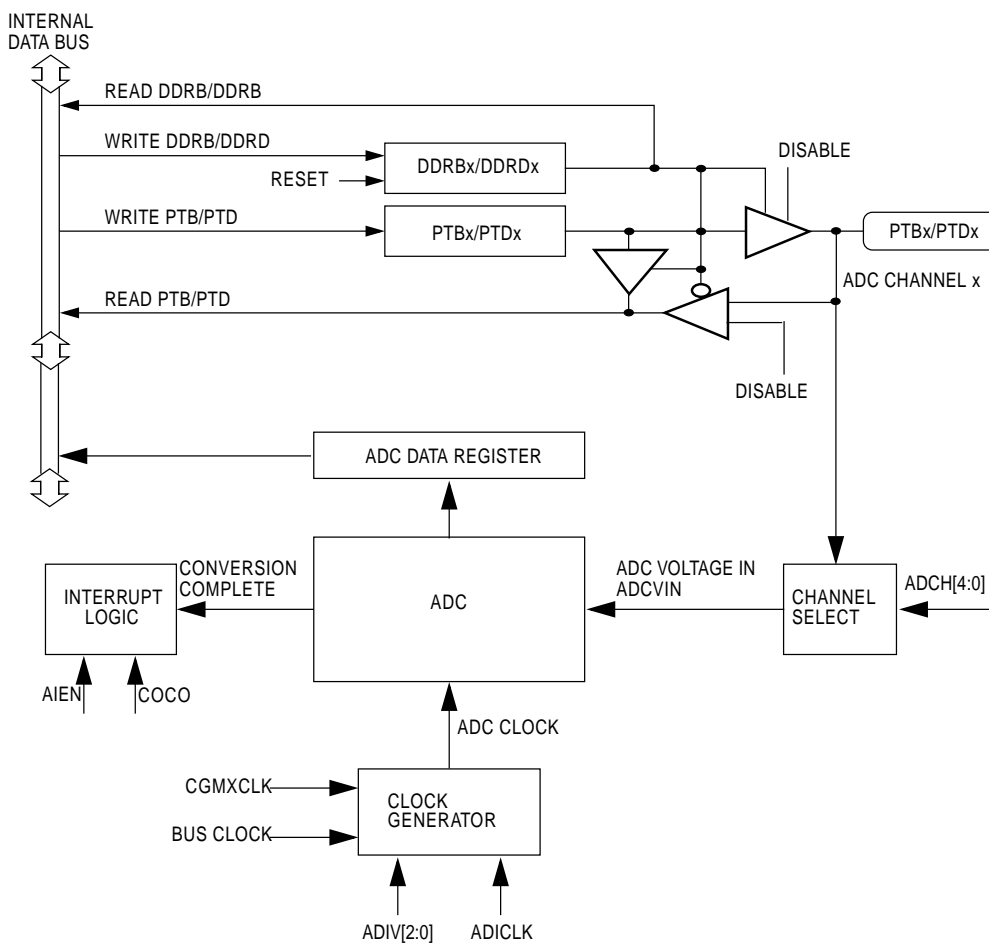 INTERNAL
DATA BUS
READ DDRB/DDRB
WRITE DDRB/DDRD
RESET
DDRBx/DDRDx
DISABLE
WRITE PTB/PTD
PTBx/PTDx
PTBx/PTDx
ADC CHANNEL x
READ PTB/PTD
DISABLE
ADC DATA REGISTER
INTERRUPT
LOGIC
CONVERSION
COMPLETE
ADC
ADC VOLTAGE IN
ADCVIN
CHANNEL
SELECT
ADCH[4:0]
AIEN
COCO
ADC CLOCK
CGMXCLK
BUS CLOCK
CLOCK
GENERATOR
ADIV[2:0]
ADICLK